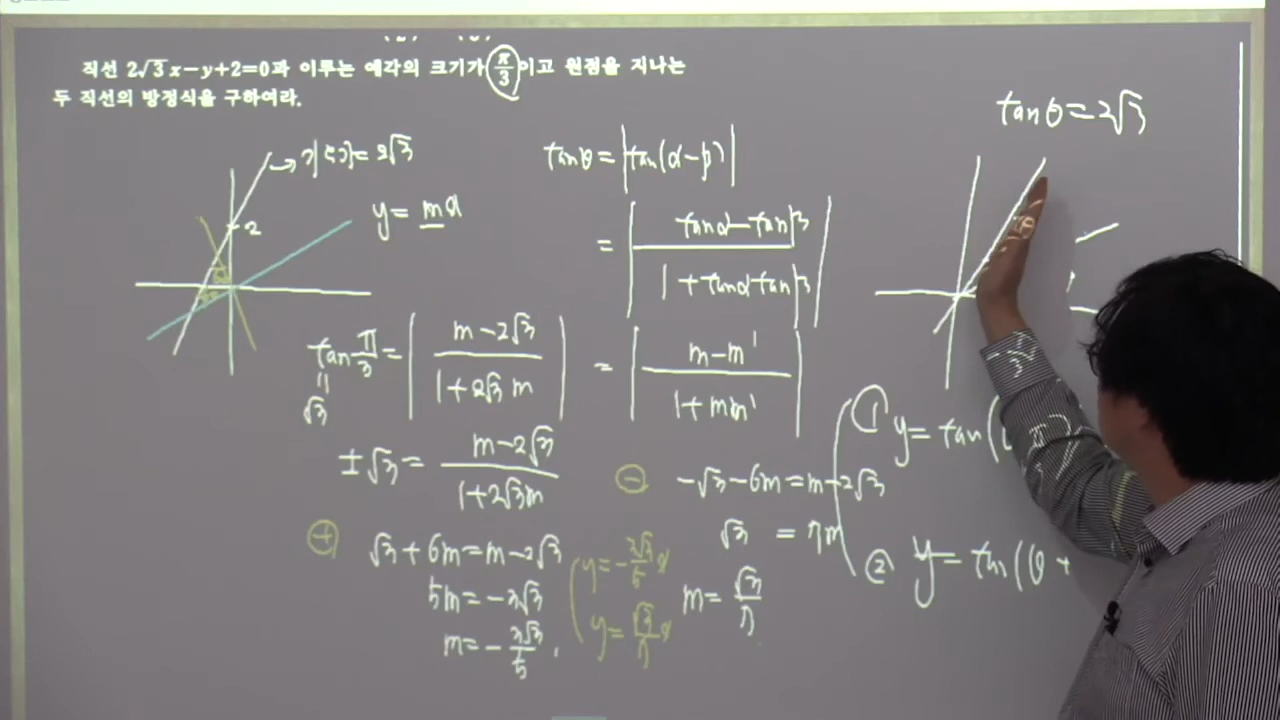 직선 2√3x-y+2=0과 이루는 예각의 크기가 π/3이고 원점을 지나는
두 직선의 방정식을 구하여라.
기울기=2√3
2
y=mx
tanθ=|tan(α-β)|
=|(tanα-tanβ)/(1+tanαtanβ)|
=|(m-m')/(1+mm')|
tan π/3=|(m-2√3)/(1+2√3m)|
=
√3
±√3=(m-2√3)/(1+2√3m)
⊕ √3+6m=m-2√3
5m=-3√3
m=-3√3/5
⊖ -√3-6m=m-2√3
√3=7m
m=√3/7
y=-3√3/5 x
y=√3/7 x
tanθ=2√3
① y=tan(
② y=tan(θ+